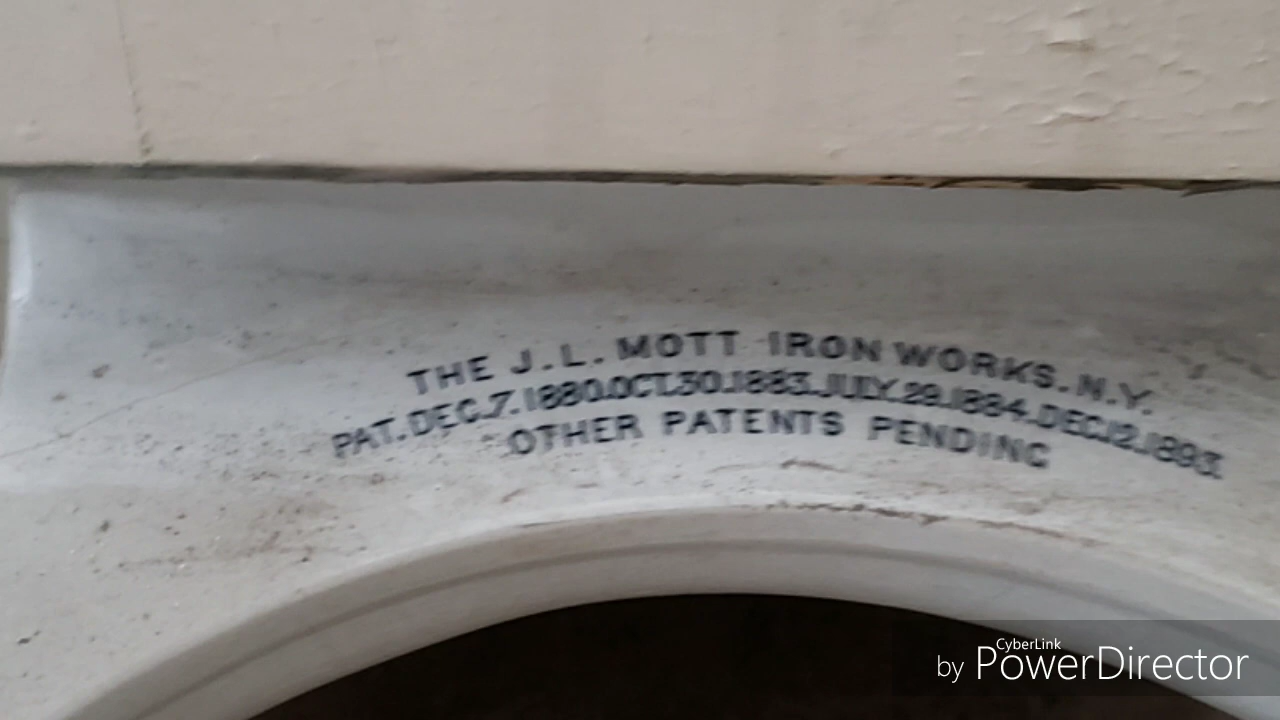 THE J.L. MOTT IRON WORKS. N.Y.
PAT. DEC.7.1880.OCT.30.1883.JULY.29.1884.DEC.12.1893.
OTHER PATENTS PENDING
CyberLink
by PowerDirector